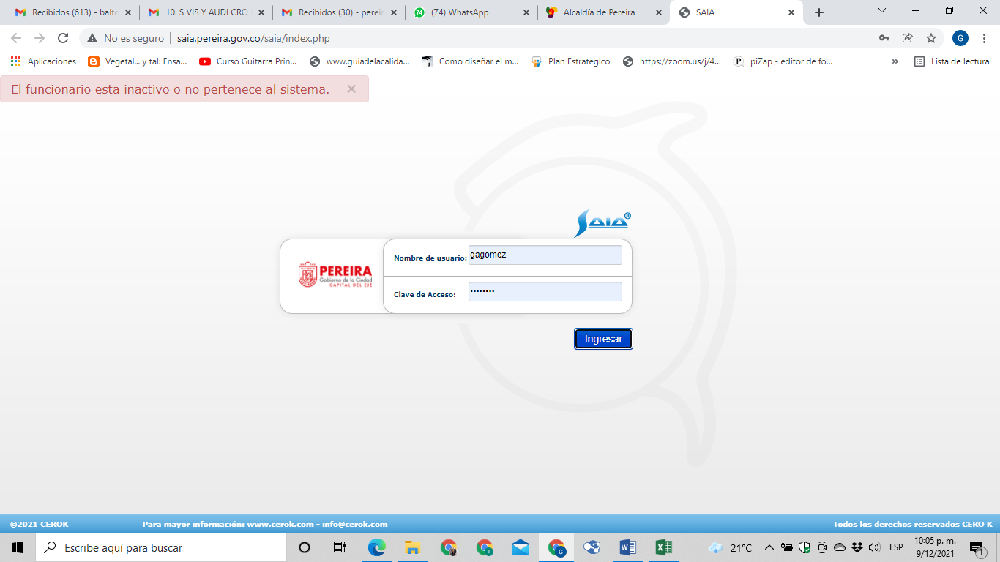 Recibidos (613) - balto
10. S VIS Y AUDI CRO
Recibidos (30) - perei
74
(74) WhatsApp
Alcaldía de Pereira
SAIA
No es seguro
saia.pereira.gov.co/saia/index.php
G
Aplicaciones
Vegetal... y tal: Ensa...
Curso Guitarra Prin...
www.guiadelacalida...
Como diseñar el m...
Plan Estrategico
https://zoom.us/j/4...
piZap - editor de fo...
»
Lista de lectura
El funcionario esta inactivo o no pertenece al sistema.
SAIA®
PEREIRA
Gobierno de la Ciudad
CAPITAL DEL EJE
Nombre de usuario:
gagomez
Clave de Acceso:
••••••••
Ingresar
©2021 CEROK
Para mayor información: www.cerok.com - info@cerok.com
Todos los derechos reservados CERO K
Escribe aquí para buscar
21°C
ESP
10:05 p. m.
9/12/2021
1